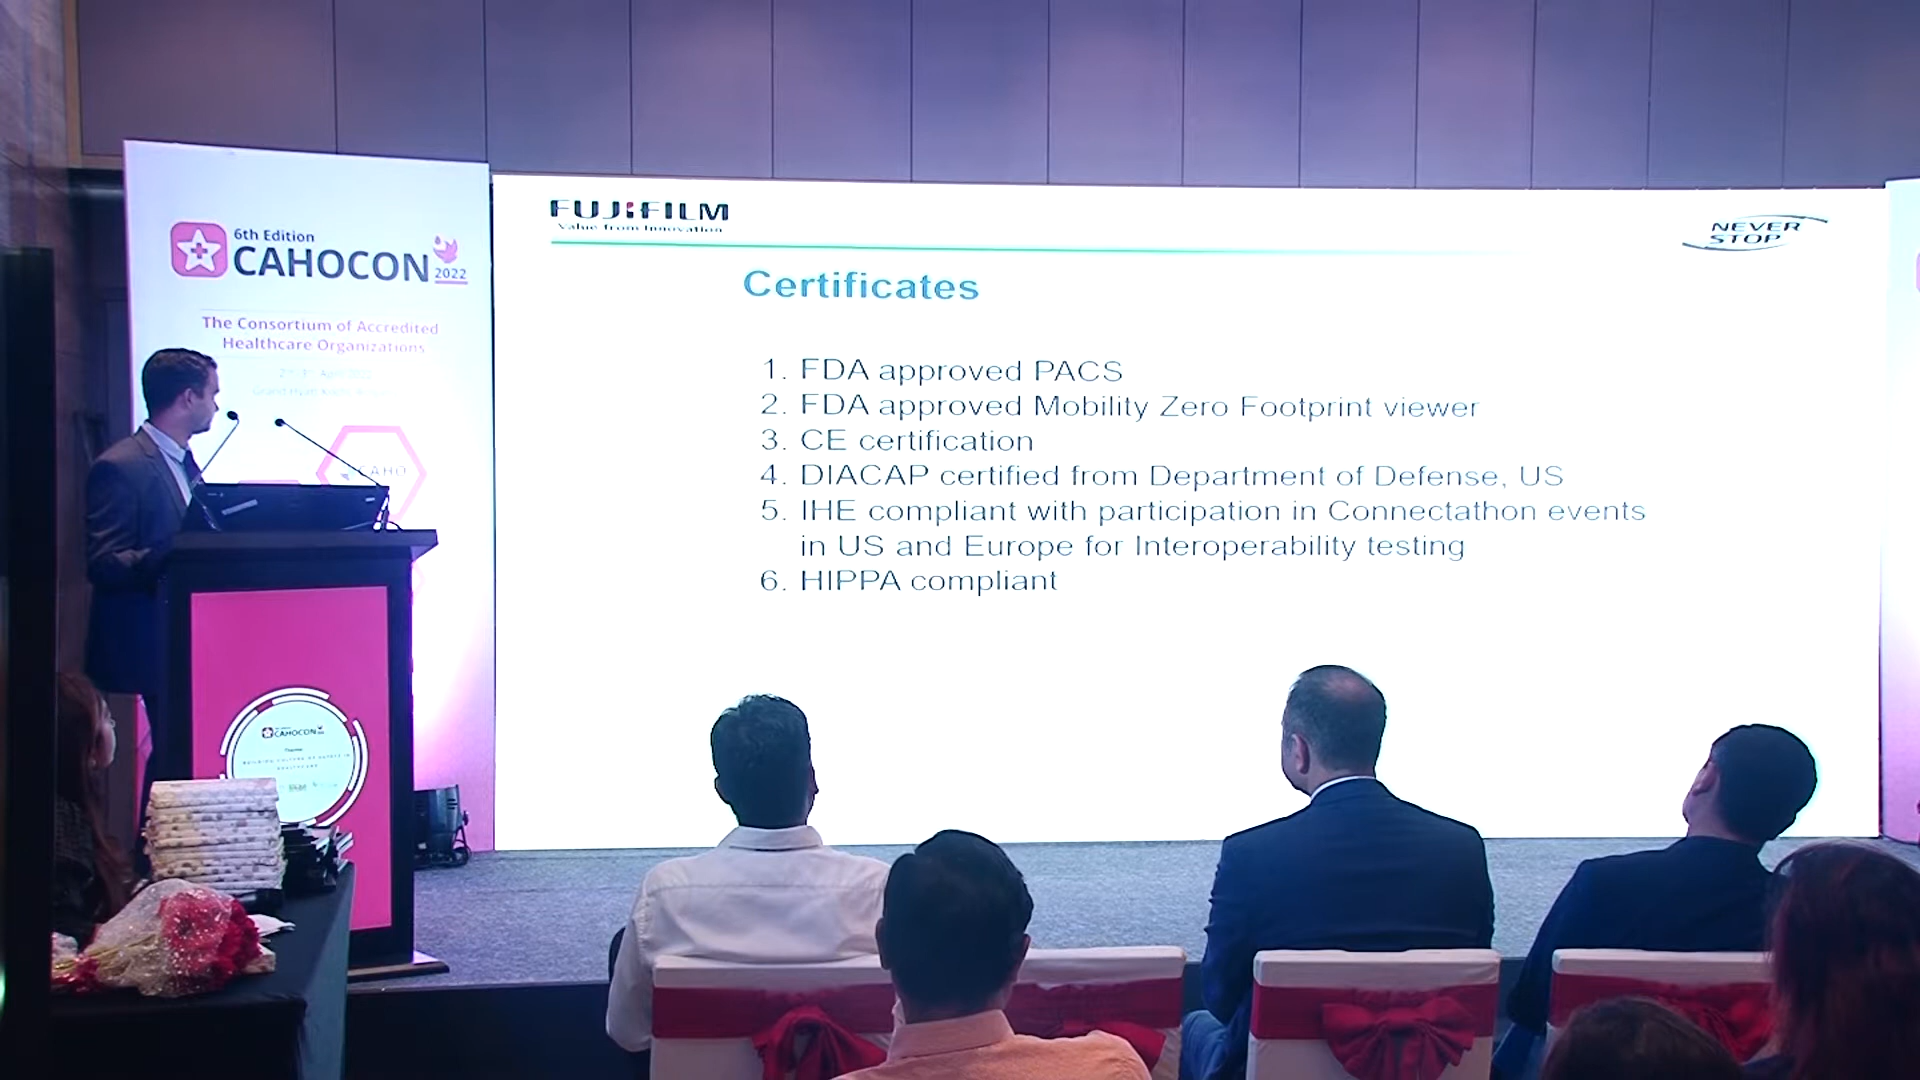 6th Edition
CAHOCON
2022
The Consortium of Accredited
Healthcare Organizations
CAHO
CAHOCON
FUJIFILM
Value from Innovation
NEVER
STOP
Certificates
1. FDA approved PACS
2. FDA approved Mobility Zero Footprint viewer
3. CE certification
4. DIACAP certified from Department of Defense, US
5. IHE compliant with participation in Connectathon events
in US and Europe for Interoperability testing
6. HIPPA compliant